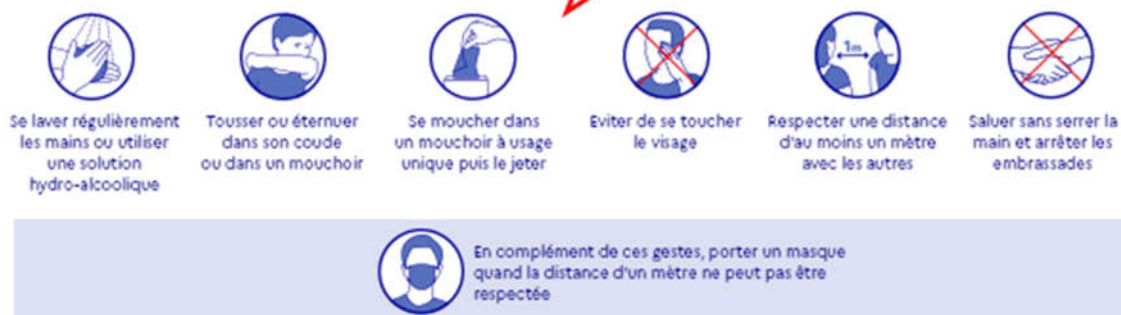 1m
Se laver régulièrement
les mains ou utiliser
une solution
hydro-alcoolique
Tousser ou éternuer
dans son coude
ou dans un mouchoir
Se moucher dans
un mouchoir à usage
unique puis le jeter
Eviter de se toucher
le visage
Respecter une distance
d'au moins un mètre
avec les autres
Saluer sans serrer la
main et arrêter les
embrassades
En complément de ces gestes, porter un masque
quand la distance d'un mètre ne peut pas être
respectée